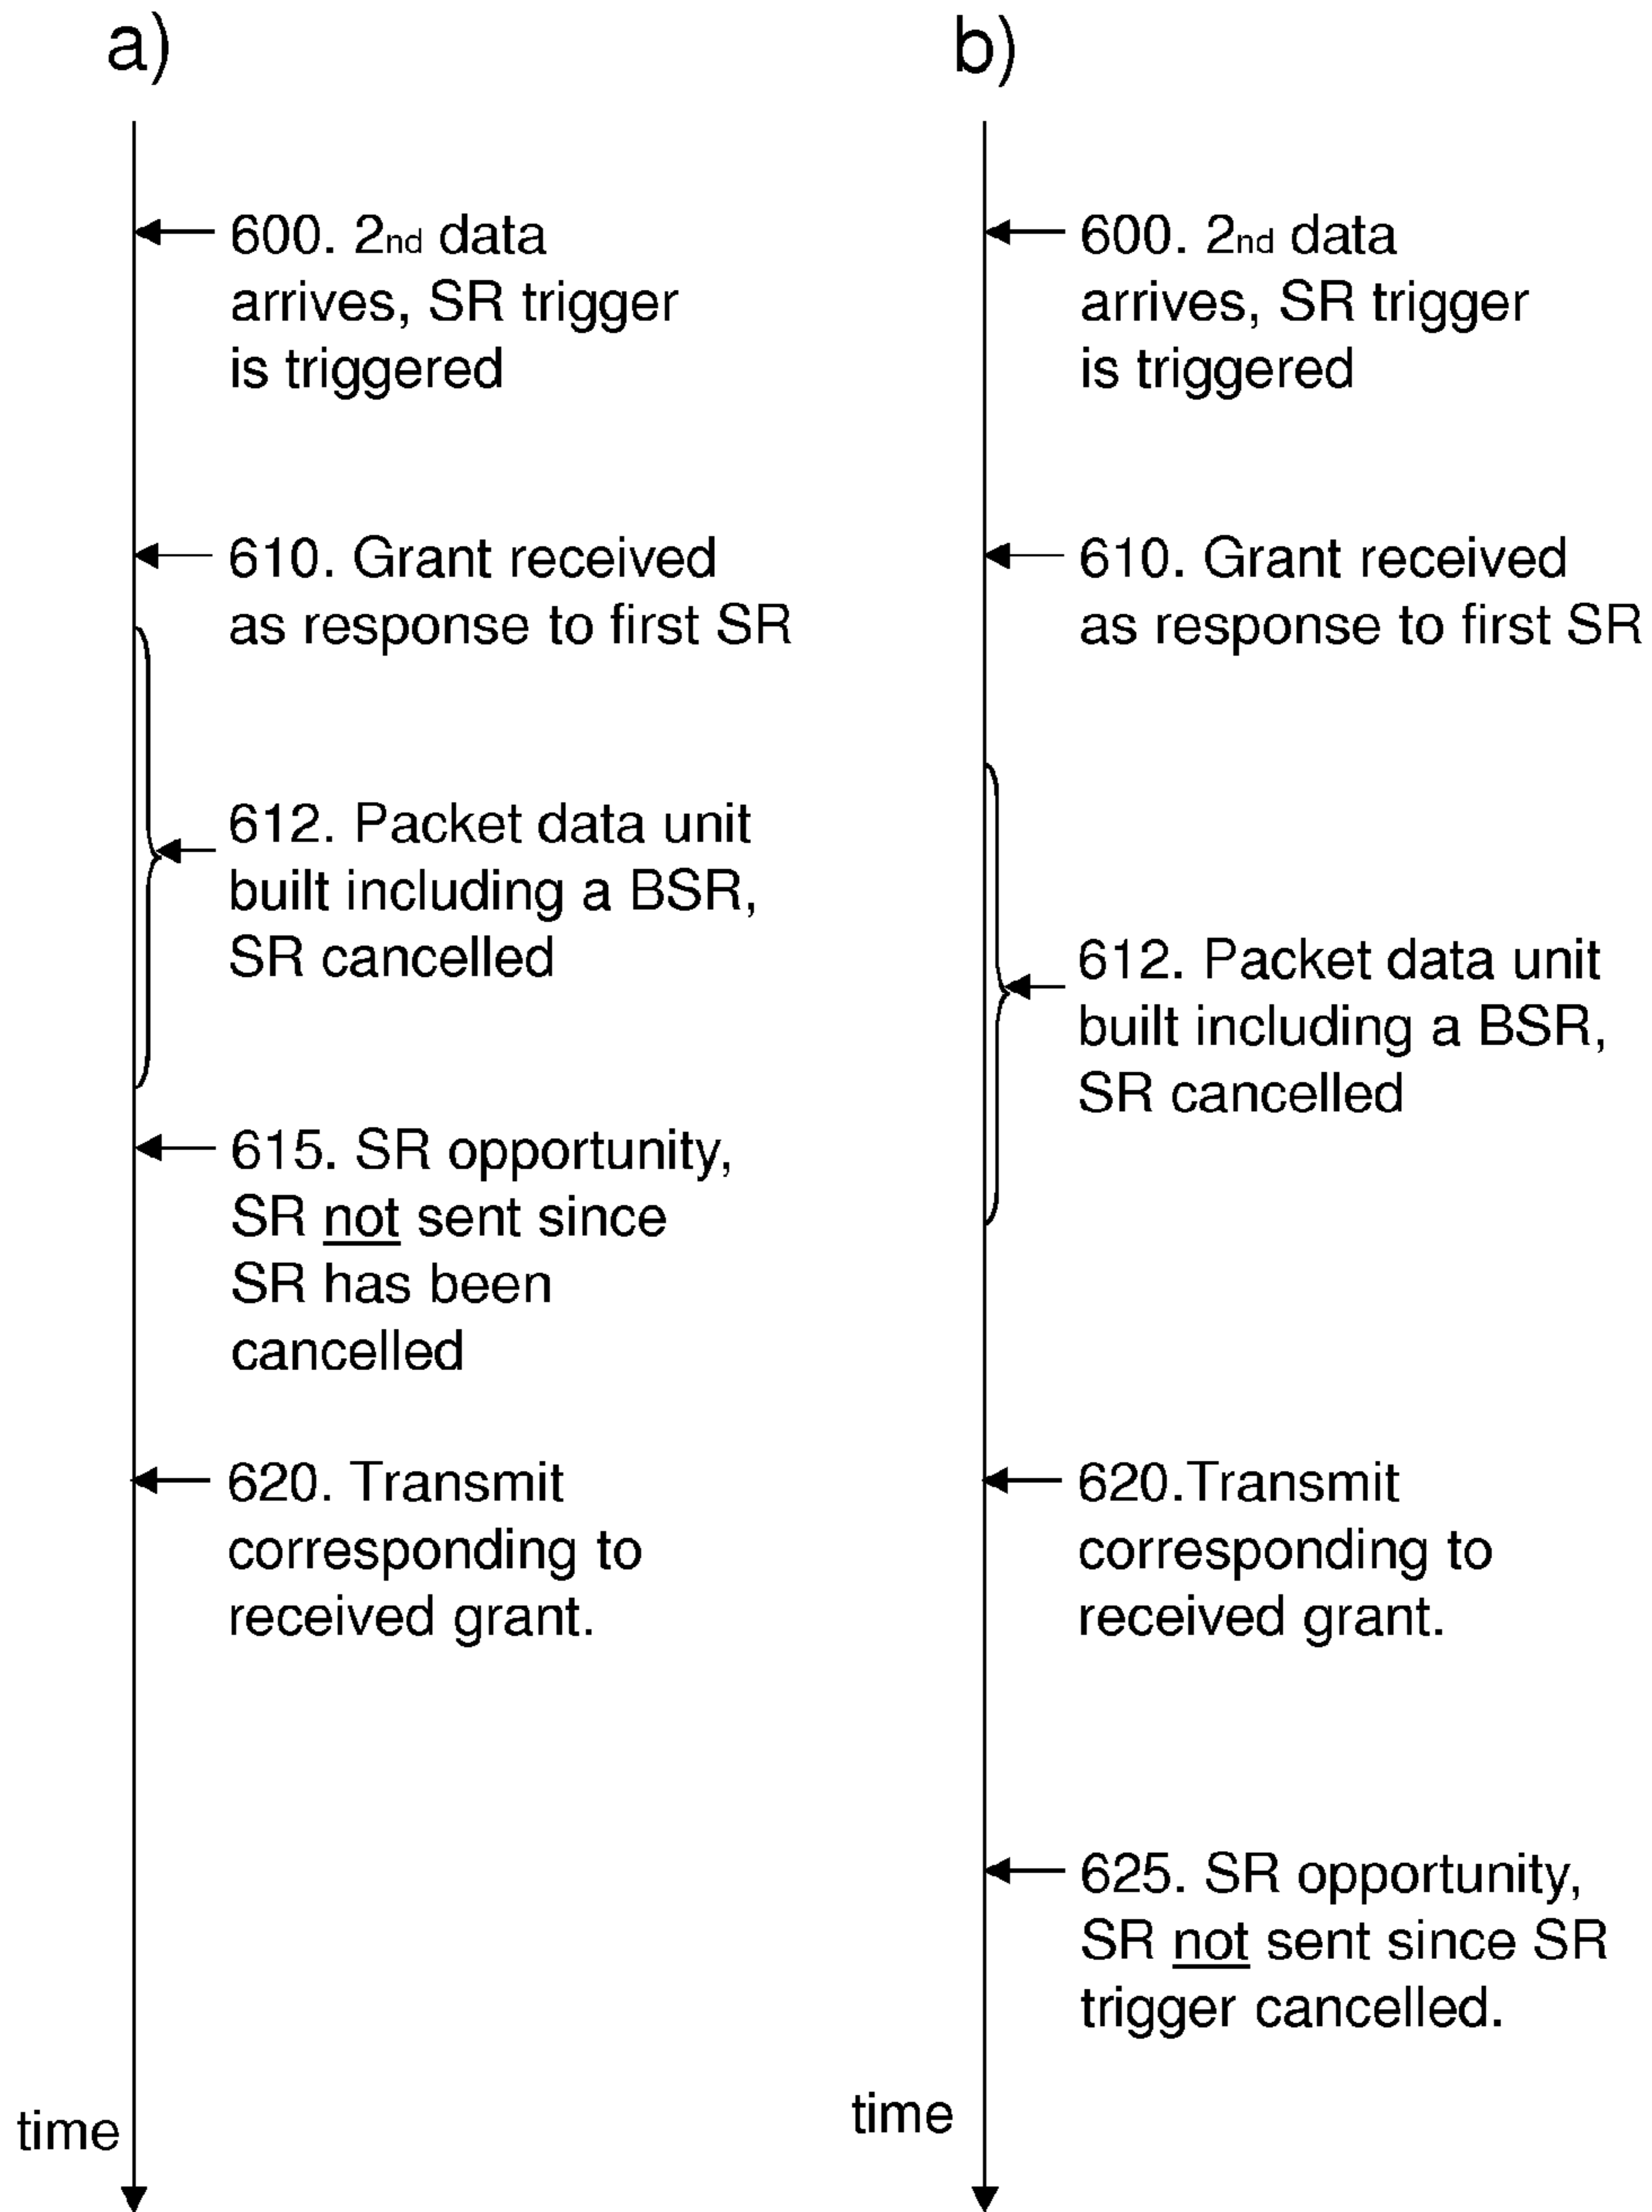 a)
600. 2nd data
arrives, SR trigger
is triggered
610. Grant received
as response to first SR
612. Packet data unit
built including a BSR,
SR cancelled
615. SR opportunity,
SR not sent since
SR has been
cancelled
620. Transmit
corresponding to
received grant.
time
b)
600. 2nd data
arrives, SR trigger
is triggered
610. Grant received
as response to first SR
612. Packet data unit
built including a BSR,
SR cancelled
620.Transmit
corresponding to
received grant.
625. SR opportunity,
SR not sent since SR
trigger cancelled.
time